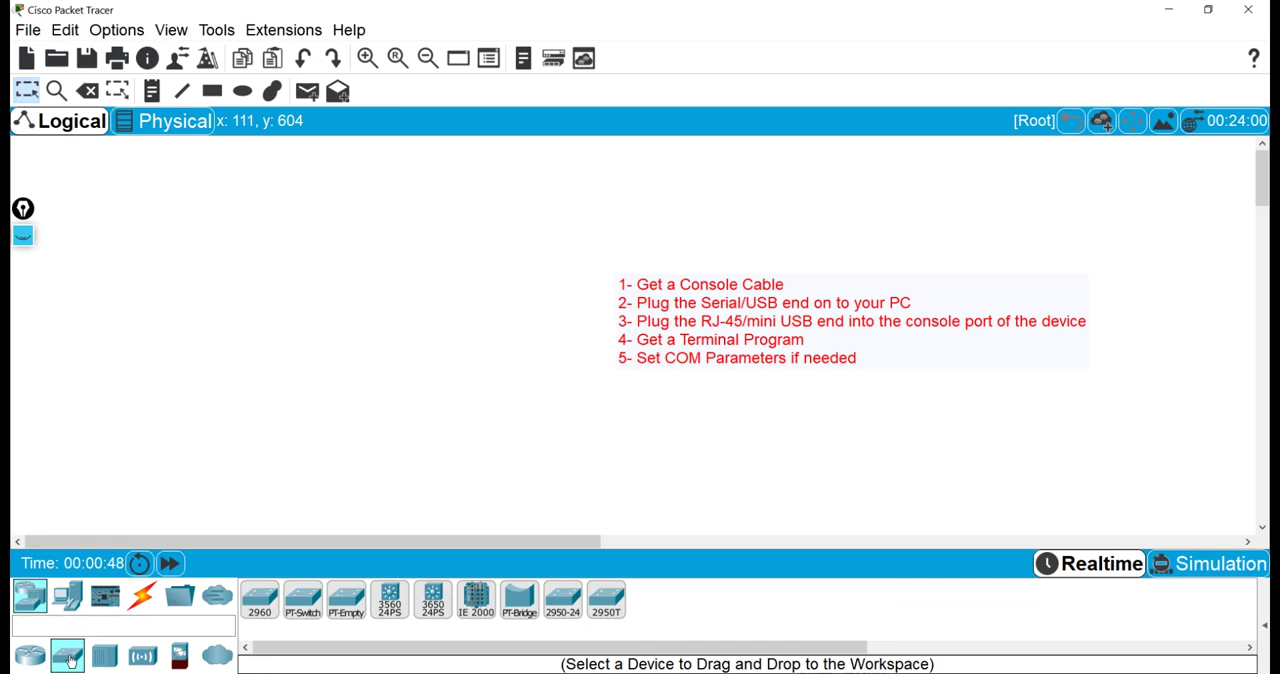 Cisco Packet Tracer
File Edit Options View Tools Extensions Help
?
Logical Physical x: 111, y: 604 [Root] 00:24:00
1- Get a Console Cable
2- Plug the Serial/USB end on to your PC
3- Plug the RJ-45/mini USB end into the console port of the device
4- Get a Terminal Program
5- Set COM Parameters if needed
Time: 00:00:48 Realtime Simulation
2960 PT-Switch PT-Empty 3560 24PS 3650 24PS IE 2000 PT-Bridge 2950-24 2950T
(Select a Device to Drag and Drop to the Workspace)